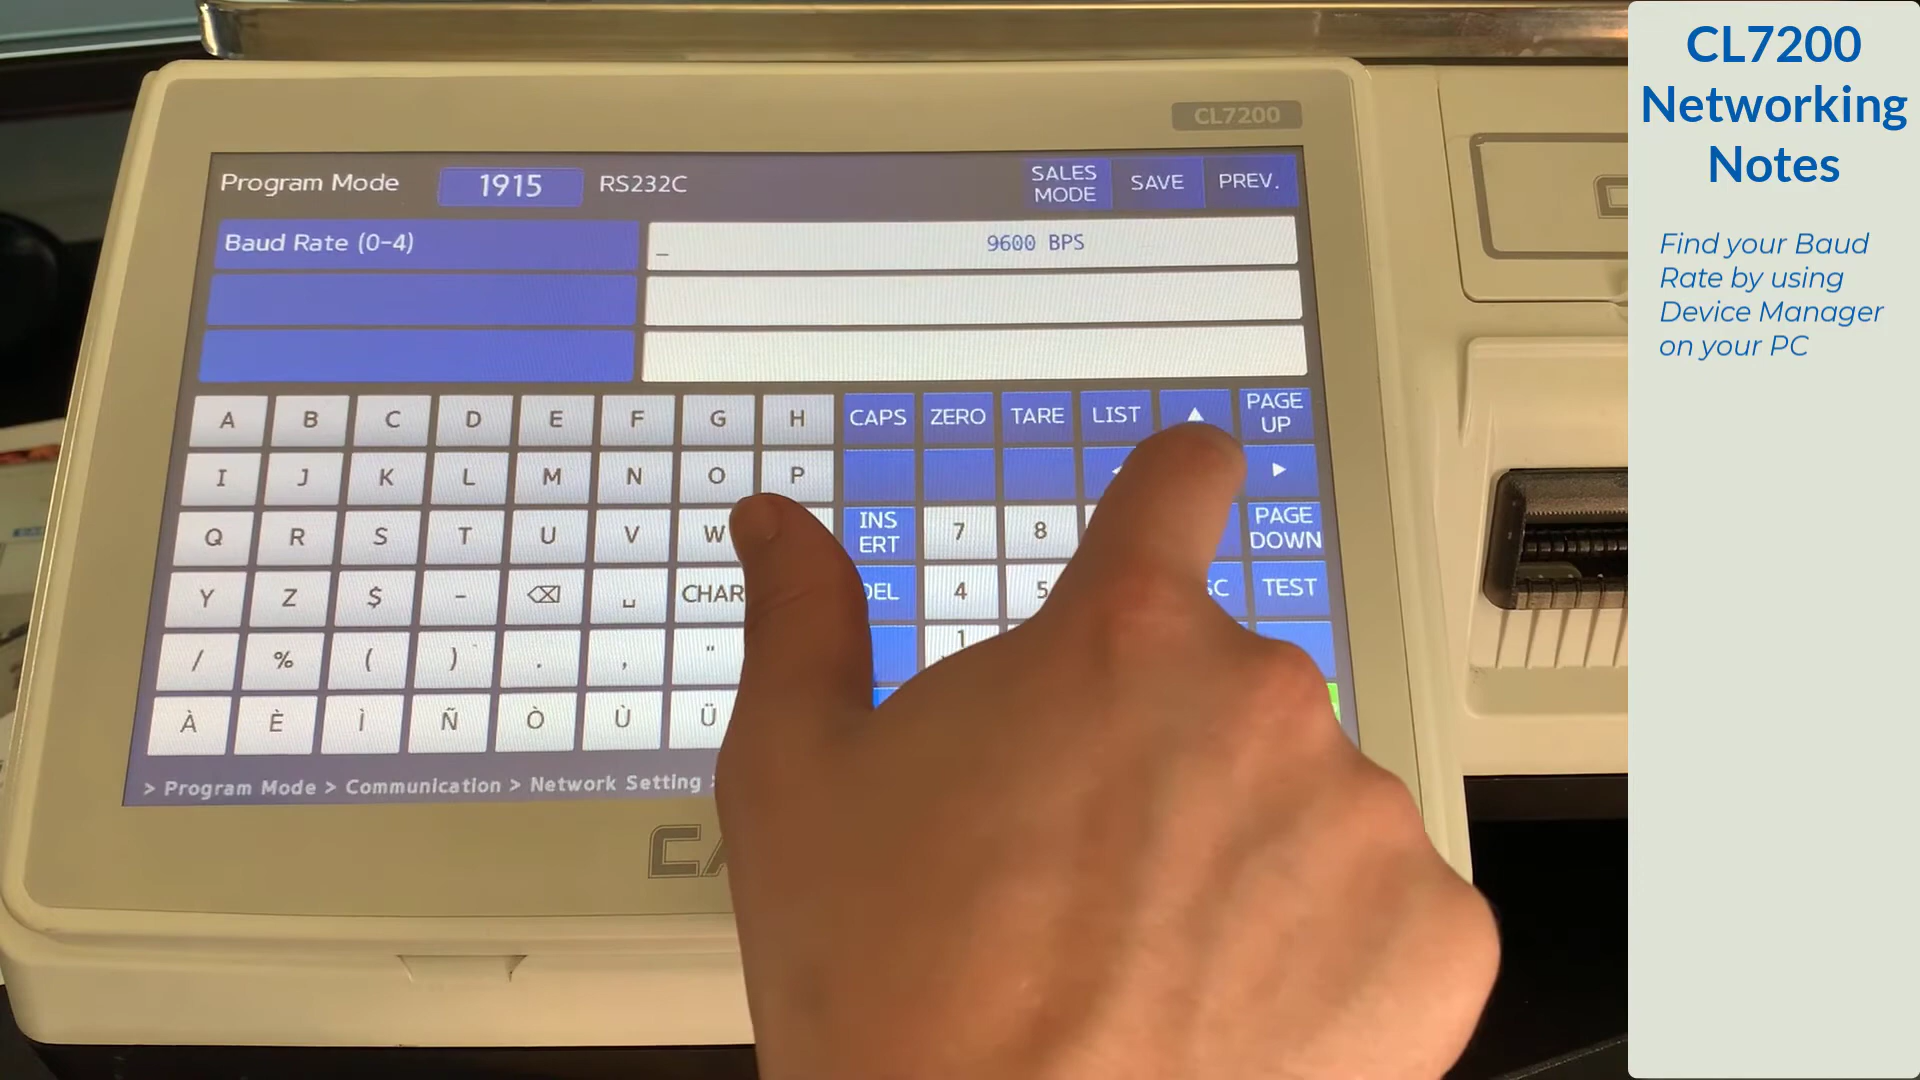 CL7200
Networking
Notes
Find your Baud
Rate by using
Device Manager
on your PC
CL7200
Program Mode 1915 RS232C SALES MODE SAVE PREV.
Baud Rate (0-4) _ 9600 BPS
A B C D E F G H CAPS ZERO TARE LIST ▲ PAGE UP
I J K L M N O P ▶
Q R S T U V W INS ERT 7 8 PAGE DOWN
Y Z $ - ⌫ ␣ CHAR DEL 4 5 TEST
/ % ( ) . , " 1
À È Ì Ñ Ò Ù Ü
> Program Mode > Communication > Network Setting >